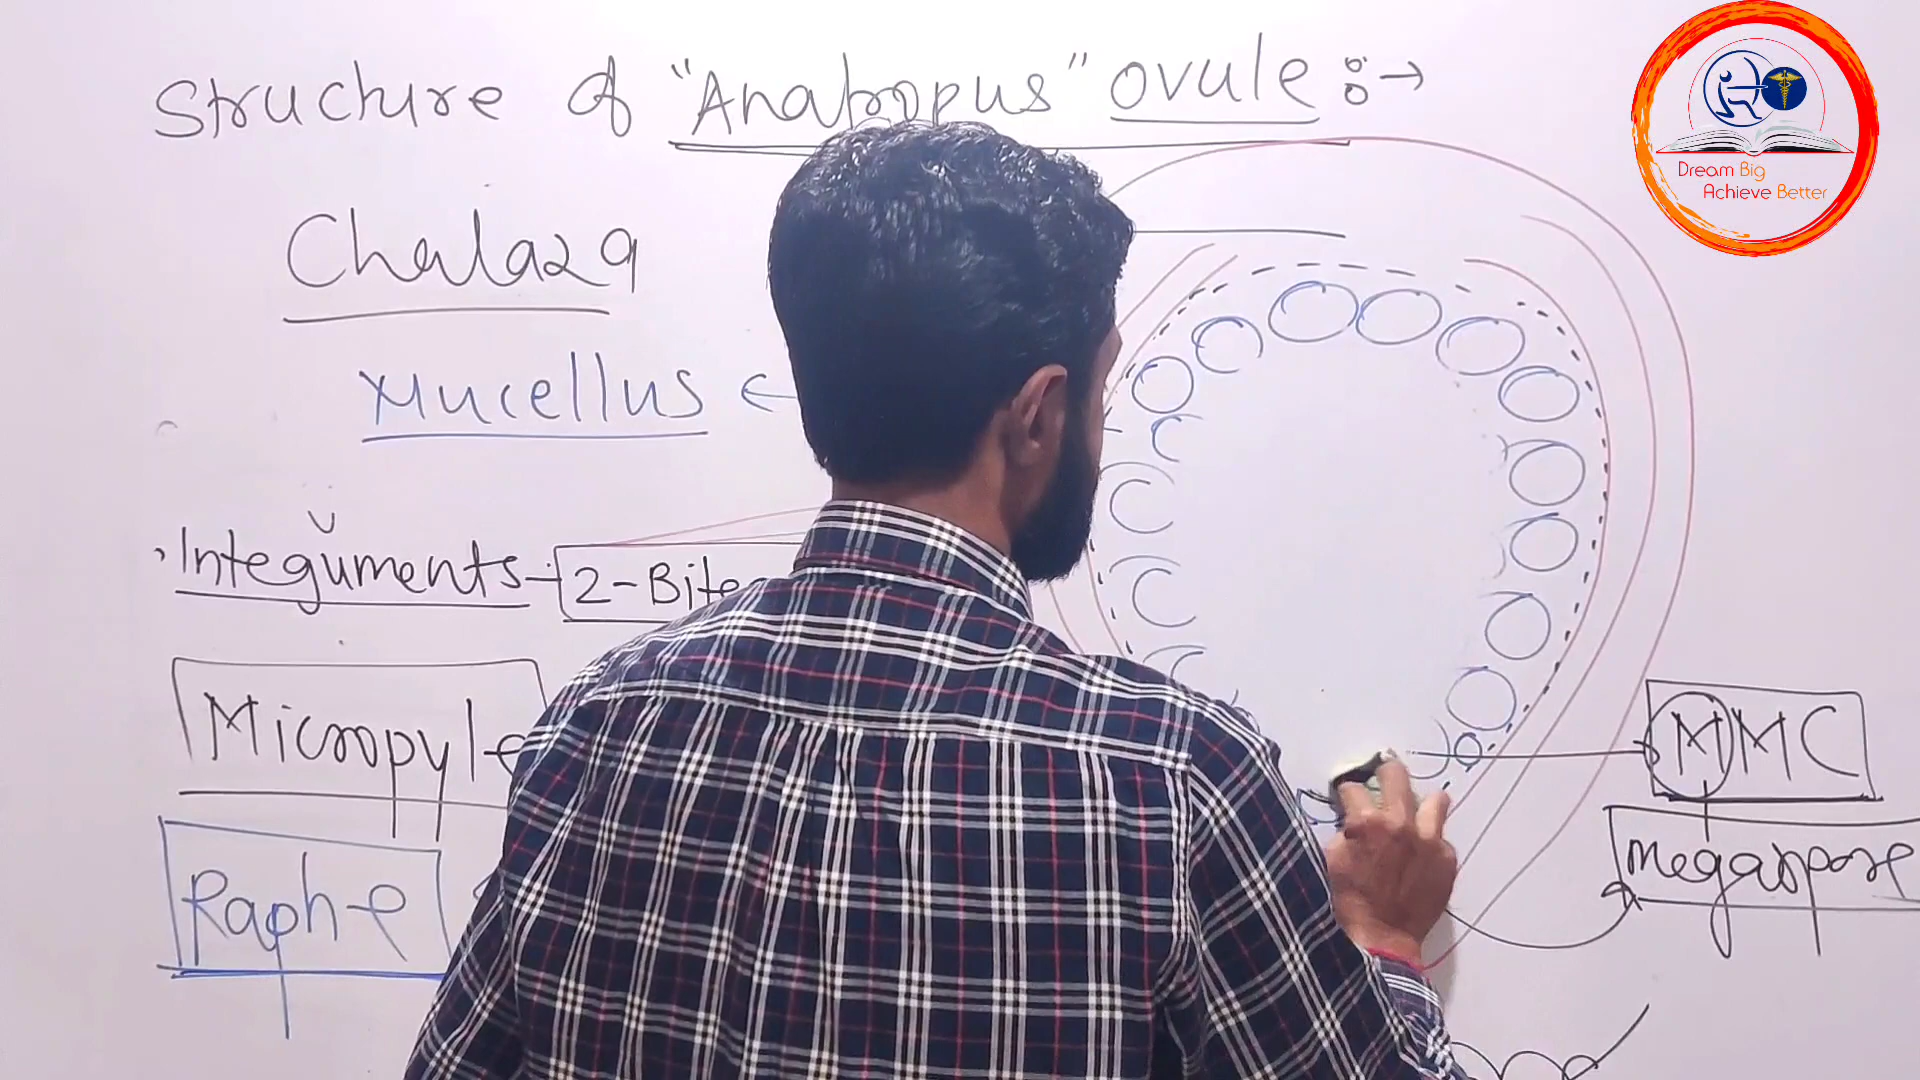 Structure of "Anatropus" ovule :→
Chalaza
Nucellus ←
Integuments - 2-Bite
Micropyle
Raphe
MMC
Megaspore
Dream Big
Achieve Better